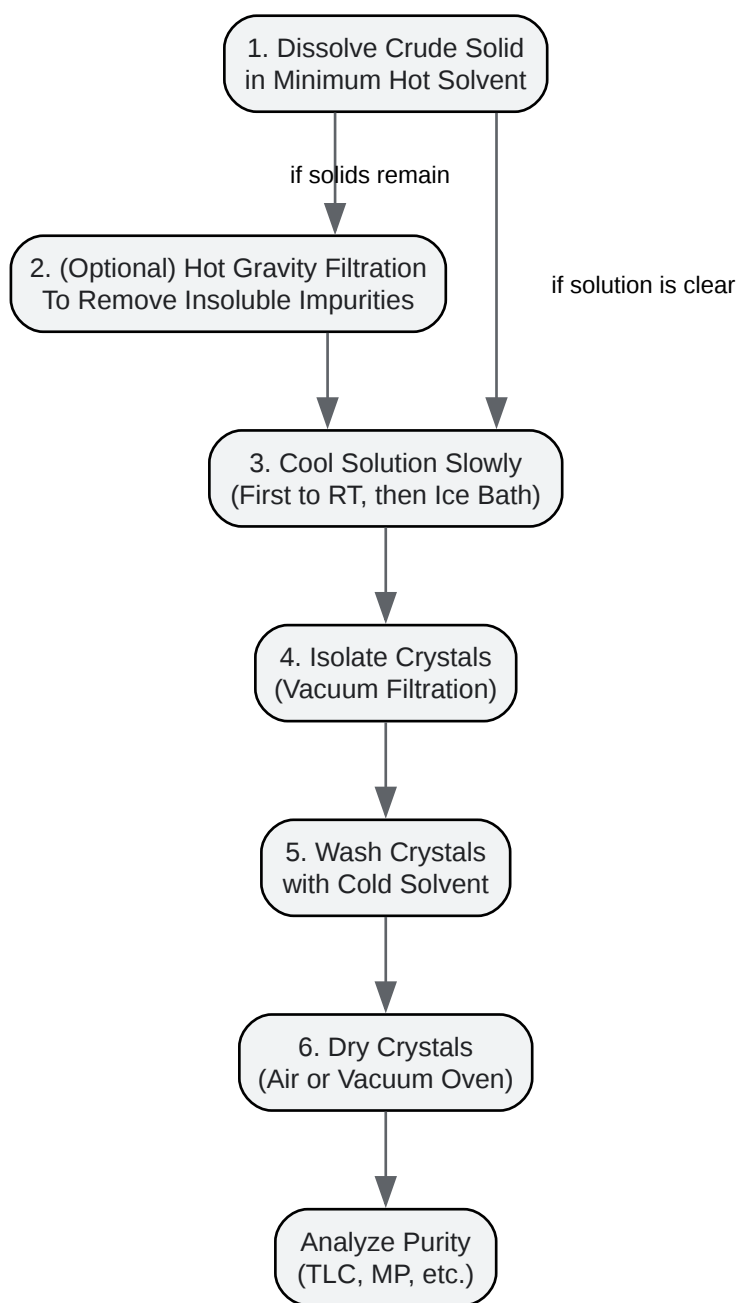 1. Dissolve Crude Solid
in Minimum Hot Solvent
if solids remain
2. (Optional) Hot Gravity Filtration
To Remove Insoluble Impurities
if solution is clear
3. Cool Solution Slowly
(First to RT, then Ice Bath)
4. Isolate Crystals
(Vacuum Filtration)
5. Wash Crystals
with Cold Solvent
6. Dry Crystals
(Air or Vacuum Oven)
Analyze Purity
(TLC, MP, etc.)